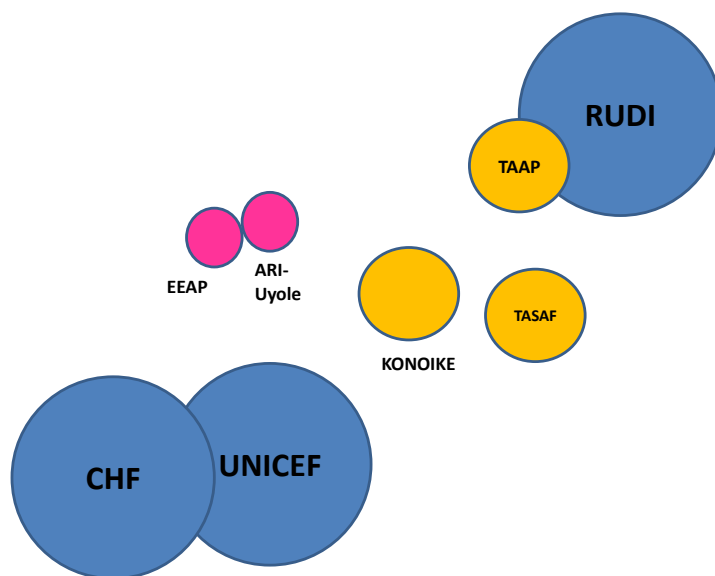 RUDI
TAAP
EEAP
ARI-
Uyole
TASAF
KONOIKE
CHF
UNICEF